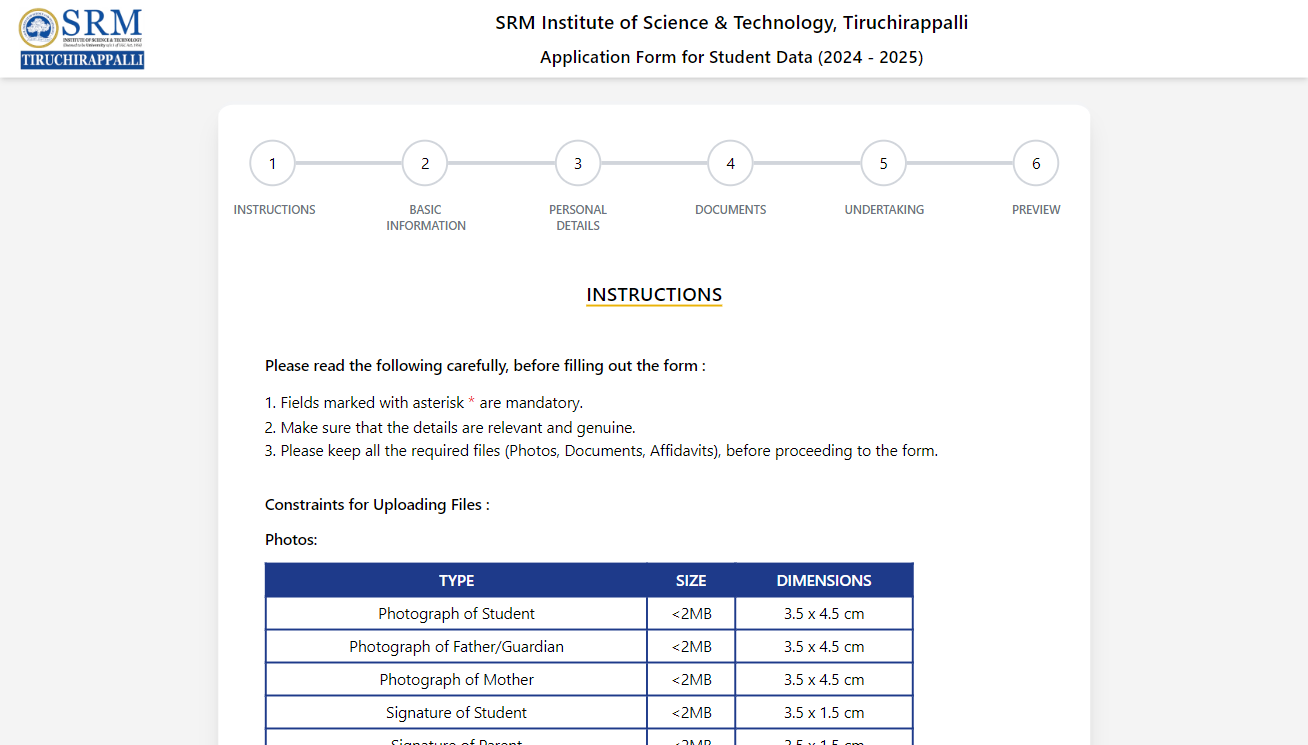 SRM
INSTITUTE OF SCIENCE & TECHNOLOGY
TIRUCHIRAPPALLI
SRM Institute of Science & Technology, Tiruchirappalli
Application Form for Student Data (2024 - 2025)
1 2 3 4 5 6
INSTRUCTIONS BASIC INFORMATION PERSONAL DETAILS DOCUMENTS UNDERTAKING PREVIEW
INSTRUCTIONS
Please read the following carefully, before filling out the form :
1. Fields marked with asterisk * are mandatory.
2. Make sure that the details are relevant and genuine.
3. Please keep all the required files (Photos, Documents, Affidavits), before proceeding to the form.
Constraints for Uploading Files :
Photos:
TYPE SIZE DIMENSIONS
Photograph of Student <2MB 3.5 x 4.5 cm
Photograph of Father/Guardian <2MB 3.5 x 4.5 cm
Photograph of Mother <2MB 3.5 x 4.5 cm
Signature of Student <2MB 3.5 x 1.5 cm
Signature of Parent <2MB 3.5 x 1.5 cm